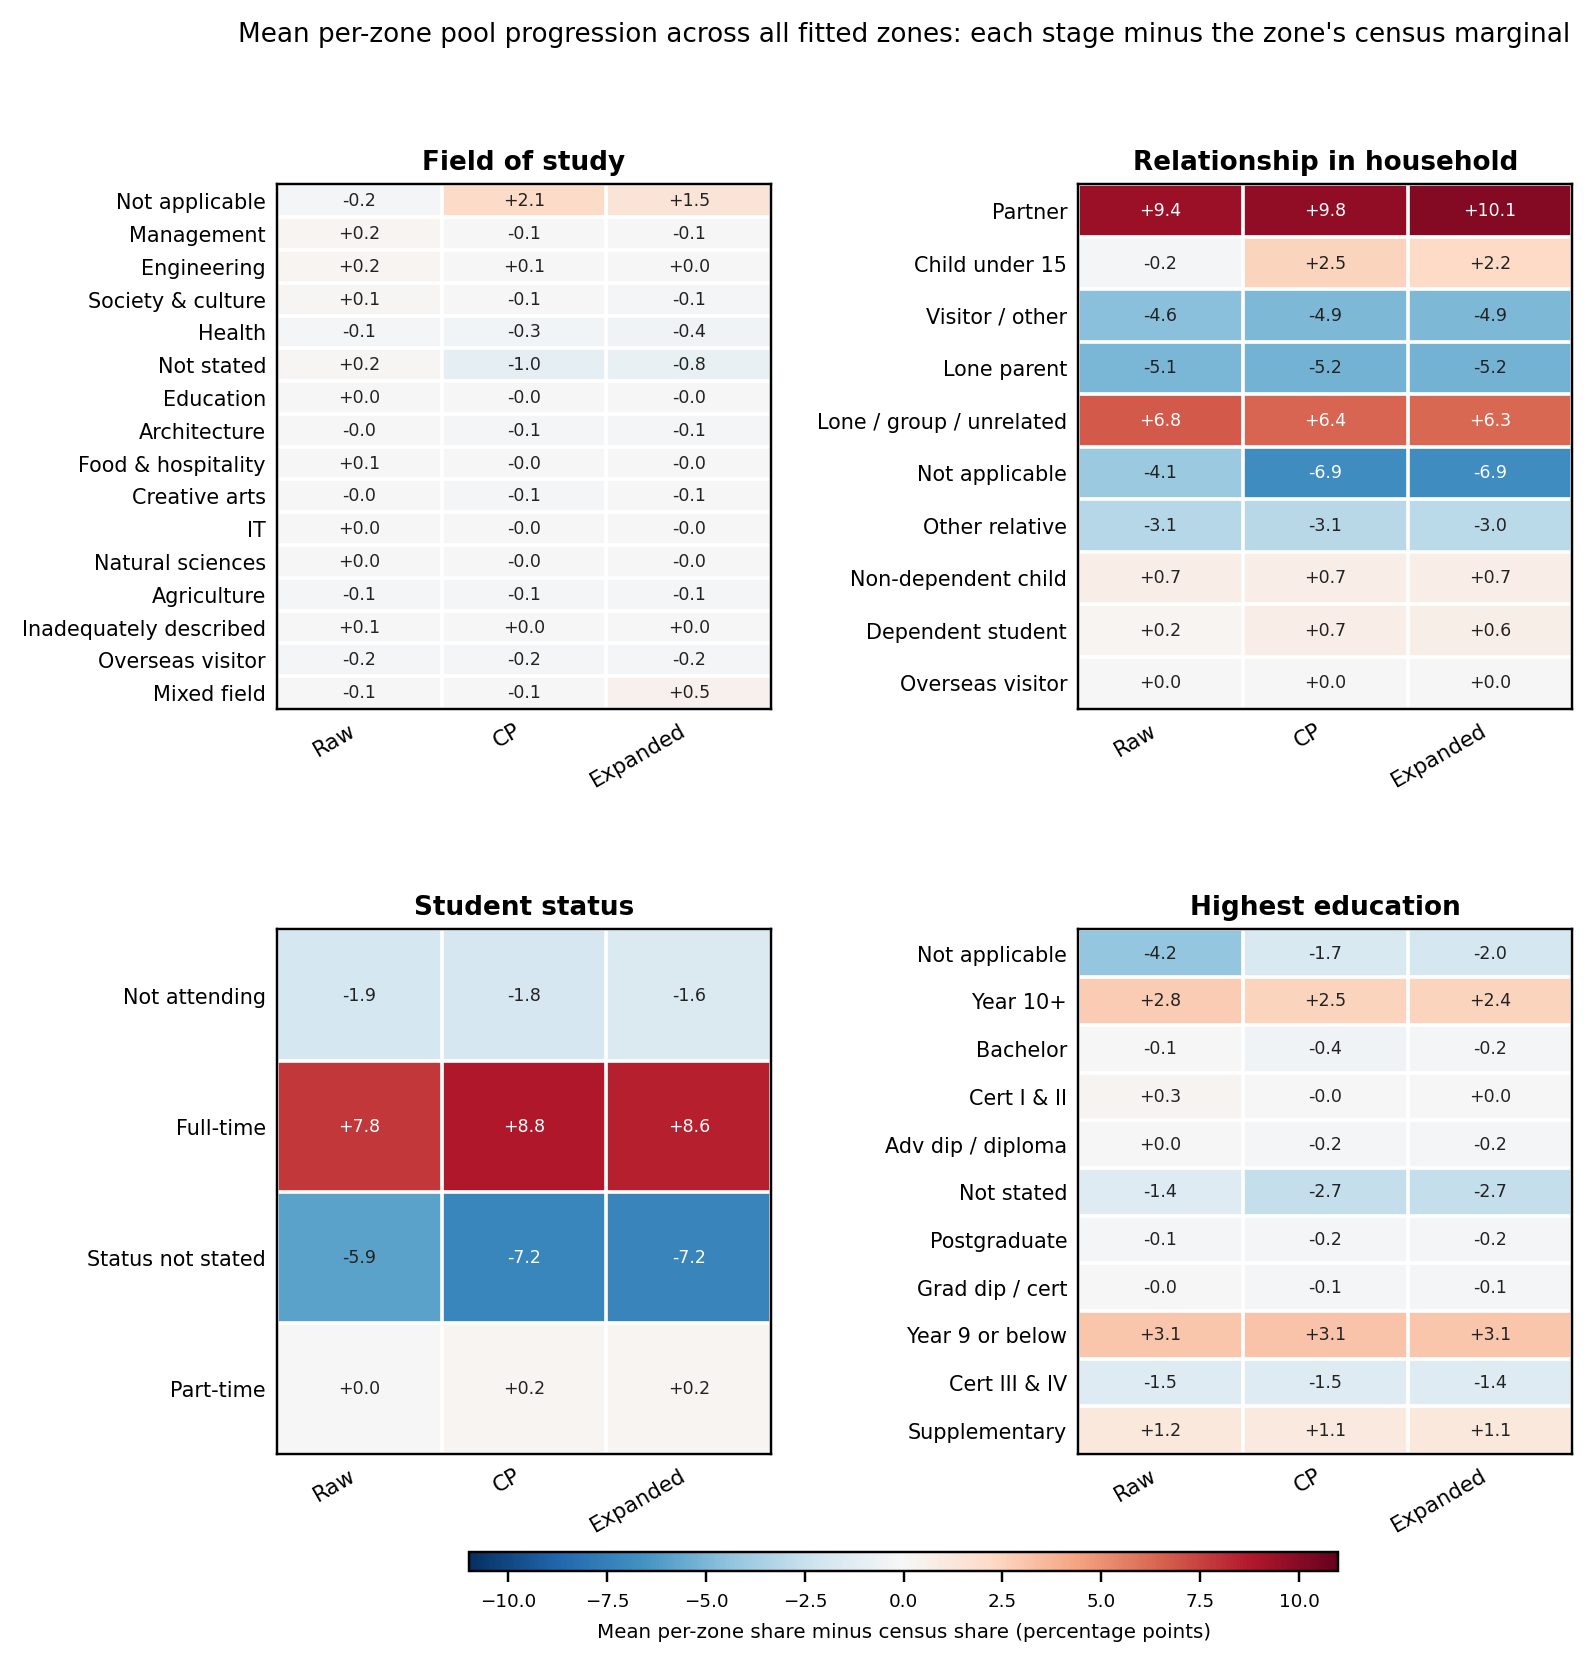 Mean per-zone pool progression across all fitted zones: each stage minus the zone's census marginal
Field of study
Not applicable -0.2 +2.1 +1.5
Management +0.2 -0.1 -0.1
Engineering +0.2 +0.1 +0.0
Society & culture +0.1 -0.1 -0.1
Health -0.1 -0.3 -0.4
Not stated +0.2 -1.0 -0.8
Education +0.0 -0.0 -0.0
Architecture -0.0 -0.1 -0.1
Food & hospitality +0.1 -0.0 -0.0
Creative arts -0.0 -0.1 -0.1
IT +0.0 -0.0 -0.0
Natural sciences +0.0 -0.0 -0.0
Agriculture -0.1 -0.1 -0.1
Inadequately described +0.1 +0.0 +0.0
Overseas visitor -0.2 -0.2 -0.2
Mixed field -0.1 -0.1 +0.5
Raw CP Expanded
Relationship in household
Partner +9.4 +9.8 +10.1
Child under 15 -0.2 +2.5 +2.2
Visitor / other -4.6 -4.9 -4.9
Lone parent -5.1 -5.2 -5.2
Lone / group / unrelated +6.8 +6.4 +6.3
Not applicable -4.1 -6.9 -6.9
Other relative -3.1 -3.1 -3.0
Non-dependent child +0.7 +0.7 +0.7
Dependent student +0.2 +0.7 +0.6
Overseas visitor +0.0 +0.0 +0.0
Raw CP Expanded
Student status
Not attending -1.9 -1.8 -1.6
Full-time +7.8 +8.8 +8.6
Status not stated -5.9 -7.2 -7.2
Part-time +0.0 +0.2 +0.2
Raw CP Expanded
Highest education
Not applicable -4.2 -1.7 -2.0
Year 10+ +2.8 +2.5 +2.4
Bachelor -0.1 -0.4 -0.2
Cert I & II +0.3 -0.0 +0.0
Adv dip / diploma +0.0 -0.2 -0.2
Not stated -1.4 -2.7 -2.7
Postgraduate -0.1 -0.2 -0.2
Grad dip / cert -0.0 -0.1 -0.1
Year 9 or below +3.1 +3.1 +3.1
Cert III & IV -1.5 -1.5 -1.4
Supplementary +1.2 +1.1 +1.1
Raw CP Expanded
−10.0 −7.5 −5.0 −2.5 0.0 2.5 5.0 7.5 10.0
Mean per-zone share minus census share (percentage points)